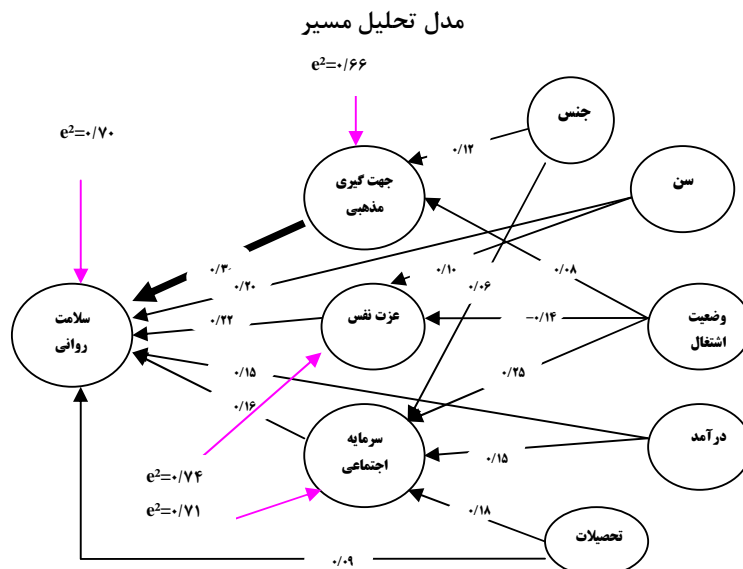 مدل تحلیل مسیر
e²=۰/۶۶
e²=۰/۷۰
جنس
۰/۱۲
جهت گیری
مذهبی
سن
۰/۳۰
۰/۲۰
۰/۱۰
۰/۰۶
۰/۰۸
سلامت
روانی
۰/۲۲
عزت نفس
-۰/۱۴
وضعیت
اشتغال
۰/۱۵
۰/۲۵
۰/۱۶
سرمایه
اجتماعی
۰/۱۵
درآمد
e²=۰/۷۴
e²=۰/۷۱
۰/۱۸
تحصیلات
۰/۰۹